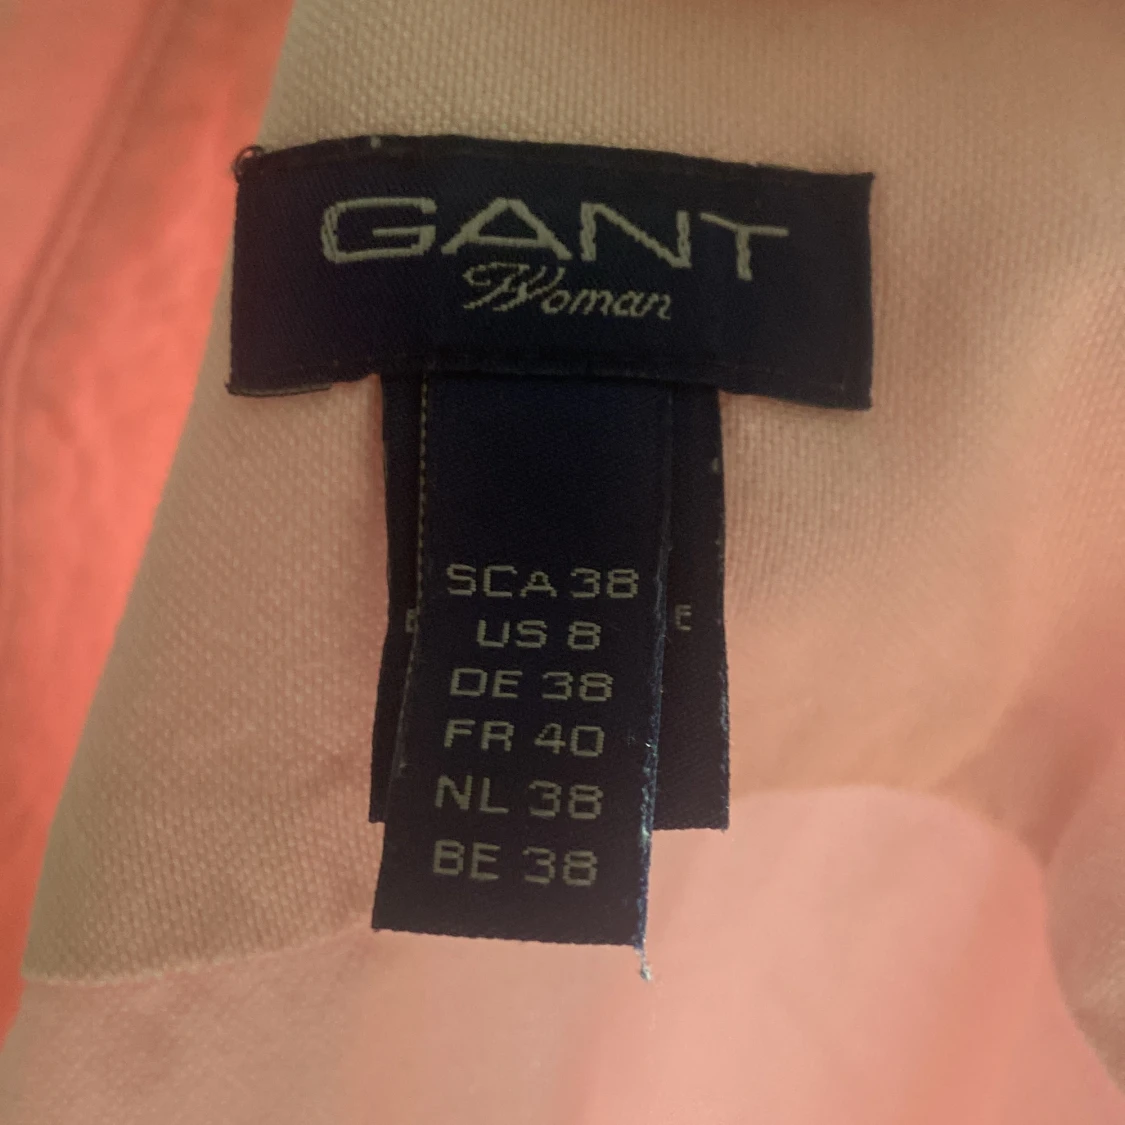 GANT
Woman
SCA 38
US 8
DE 38
FR 40
NL 38
BE 38
E